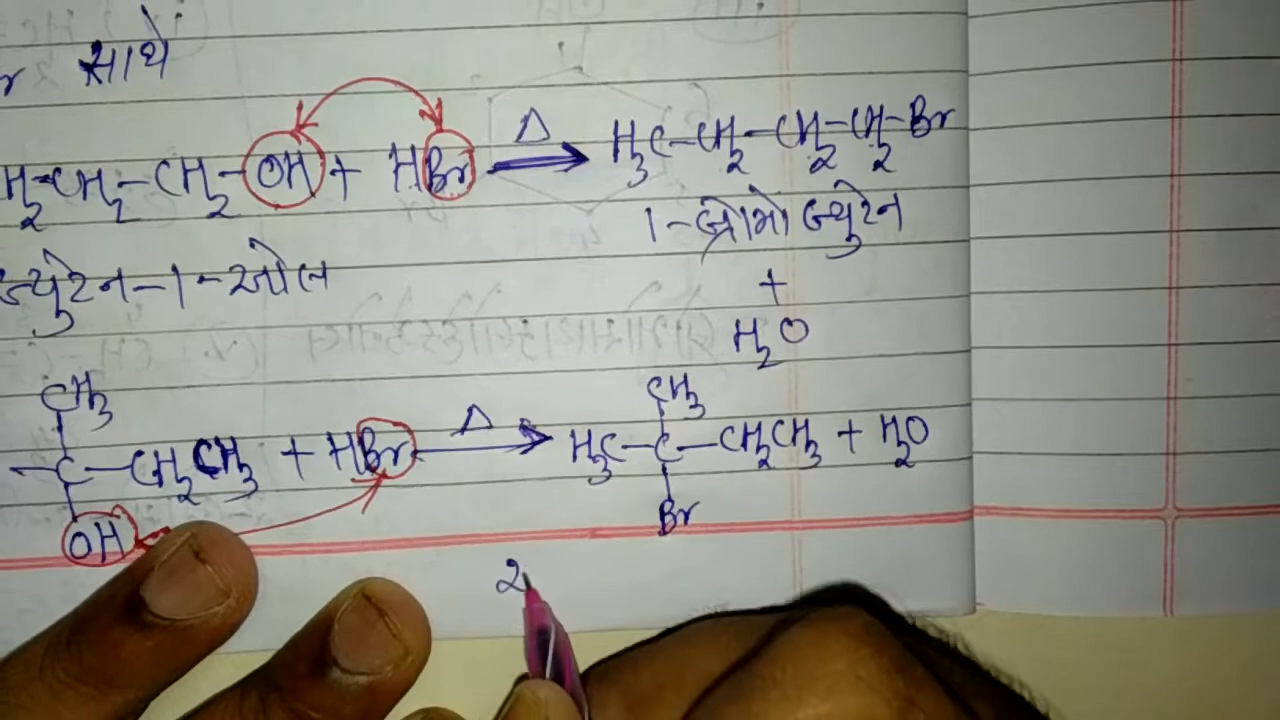 r સાથે
H₂-CH₂-CH₂-OH + HBr Δ→ H₃C-CH₂-CH₂-CH₂-Br
બ્યુટેન-1-ઓલ
1-બ્રોમો બ્યુટેન
+
H₂O
CH₃
CH₃
-C-CH₂CH₃ + HBr Δ→ H₃C-C-CH₂CH₃ + H₂O
OH
Br
2